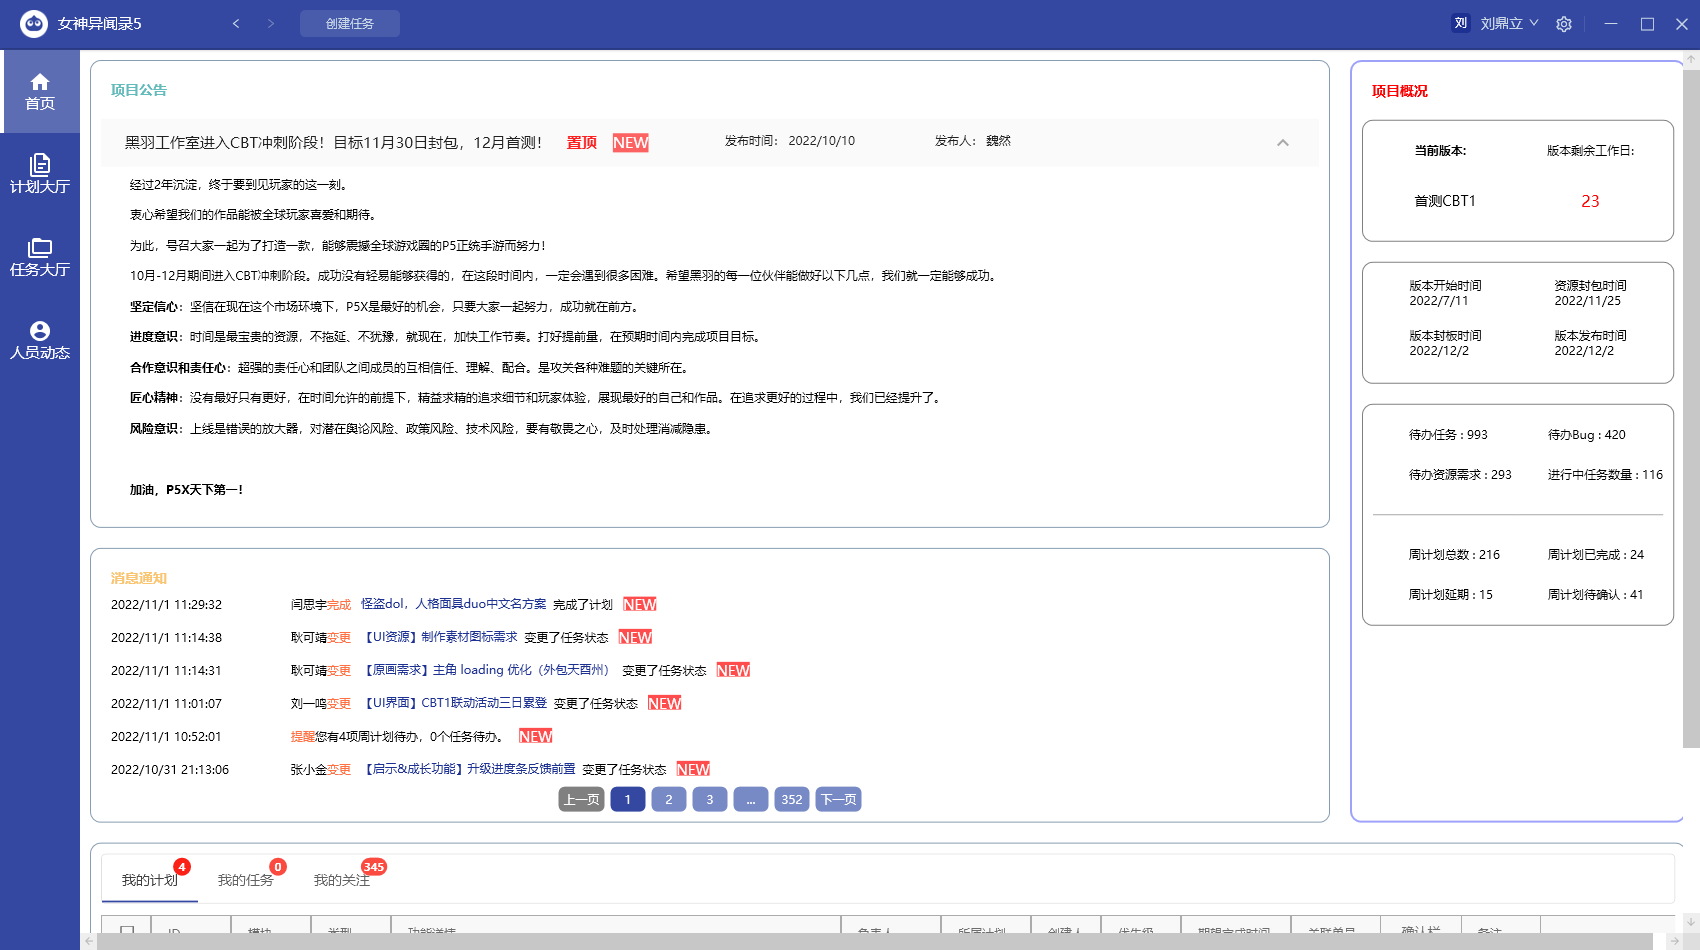 女神异闻录5
创建任务
刘 刘鼎立
首页
计划大厅
任务大厅
人员动态
项目公告
黑羽工作室进入CBT冲刺阶段！目标11月30日封包，12月首测！ 置顶 NEW 发布时间： 2022/10/10 发布人： 魏然
经过2年沉淀，终于要到见玩家的这一刻。
衷心希望我们的作品能被全球玩家喜爱和期待。
为此，号召大家一起为了打造一款，能够震撼全球游戏圈的P5正统手游而努力！
10月-12月期间进入CBT冲刺阶段。成功没有轻易能够获得的，在这段时间内，一定会遇到很多困难。希望黑羽的每一位伙伴能做好以下几点，我们就一定能够成功。
坚定信心：坚信在现在这个市场环境下，P5X是最好的机会，只要大家一起努力，成功就在前方。
进度意识：时间是最宝贵的资源，不拖延、不犹豫，就现在，加快工作节奏。打好提前量，在预期时间内完成项目目标。
合作意识和责任心：超强的责任心和团队之间成员的互相信任、理解、配合。是攻关各种难题的关键所在。
匠心精神：没有最好只有更好，在时间允许的前提下，精益求精的追求细节和玩家体验，展现最好的自己和作品。在追求更好的过程中，我们已经提升了。
风险意识：上线是错误的放大器，对潜在舆论风险、政策风险、技术风险，要有敬畏之心，及时处理消减隐患。
加油，P5X天下第一！
消息通知
2022/11/1 11:29:32 闫思宇完成 怪盗dol，人格面具duo中文名方案 完成了计划 NEW
2022/11/1 11:14:38 耿可靖变更 【UI资源】制作素材图标需求 变更了任务状态 NEW
2022/11/1 11:14:31 耿可靖变更 【原画需求】主角 loading 优化（外包天酉州） 变更了任务状态 NEW
2022/11/1 11:01:07 刘一鸣变更 【UI界面】CBT1联动活动三日累登 变更了任务状态 NEW
2022/11/1 10:52:01 提醒您有4项周计划待办，0个任务待办。 NEW
2022/10/31 21:13:06 张小金变更 【启示&成长功能】升级进度条反馈前置 变更了任务状态 NEW
上一页 1 2 3 ... 352 下一页
项目概况
当前版本: 版本剩余工作日:
首测CBT1 23
版本开始时间 资源封包时间
2022/7/11 2022/11/25
版本封板时间 版本发布时间
2022/12/2 2022/12/2
待办任务 : 993 待办Bug : 420
待办资源需求 : 293 进行中任务数量 : 116
周计划总数 : 216 周计划已完成 : 24
周计划延期 : 15 周计划待确认 : 41
我的计划 4 我的任务 0 我的关注 345
ID 模块 类型 功能详情 负责人 所属计划 创建人 优先级 期望完成时间 关联单号 确认栏 备注